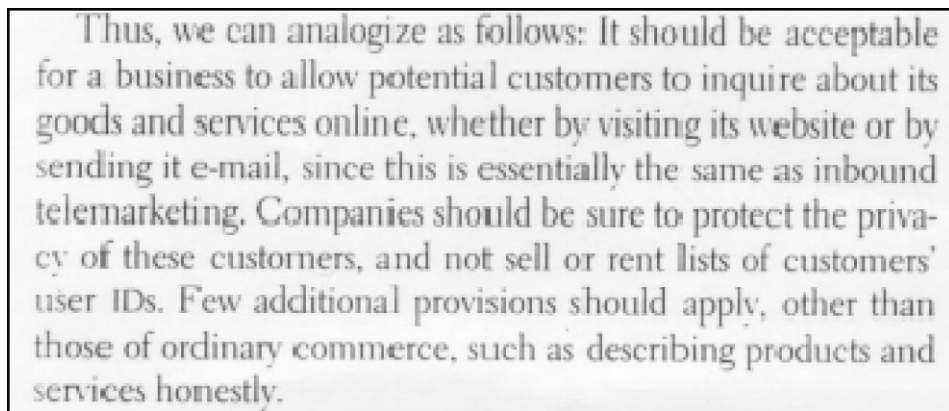 Thus, we can analogize as follows: It should be acceptable
for a business to allow potential customers to inquire about its
goods and services online, whether by visiting its website or by
sending it e-mail, since this is essentially the same as inbound
telemarketing. Companies should be sure to protect the priva-
cy of these customers, and not sell or rent lists of customers'
user IDs. Few additional provisions should apply, other than
those of ordinary commerce, such as describing products and
services honestly.